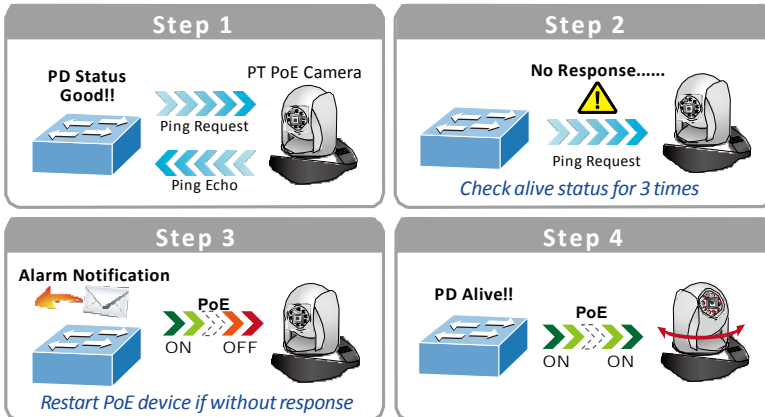 Step 1
PD Status
Good!!
PT PoE Camera
Ping Request
Ping Echo
Step 2
No Response......
Ping Request
Check alive status for 3 times
Step 3
Alarm Notification
PoE
ON OFF
Restart PoE device if without response
Step 4
PD Alive!!
PoE
ON ON